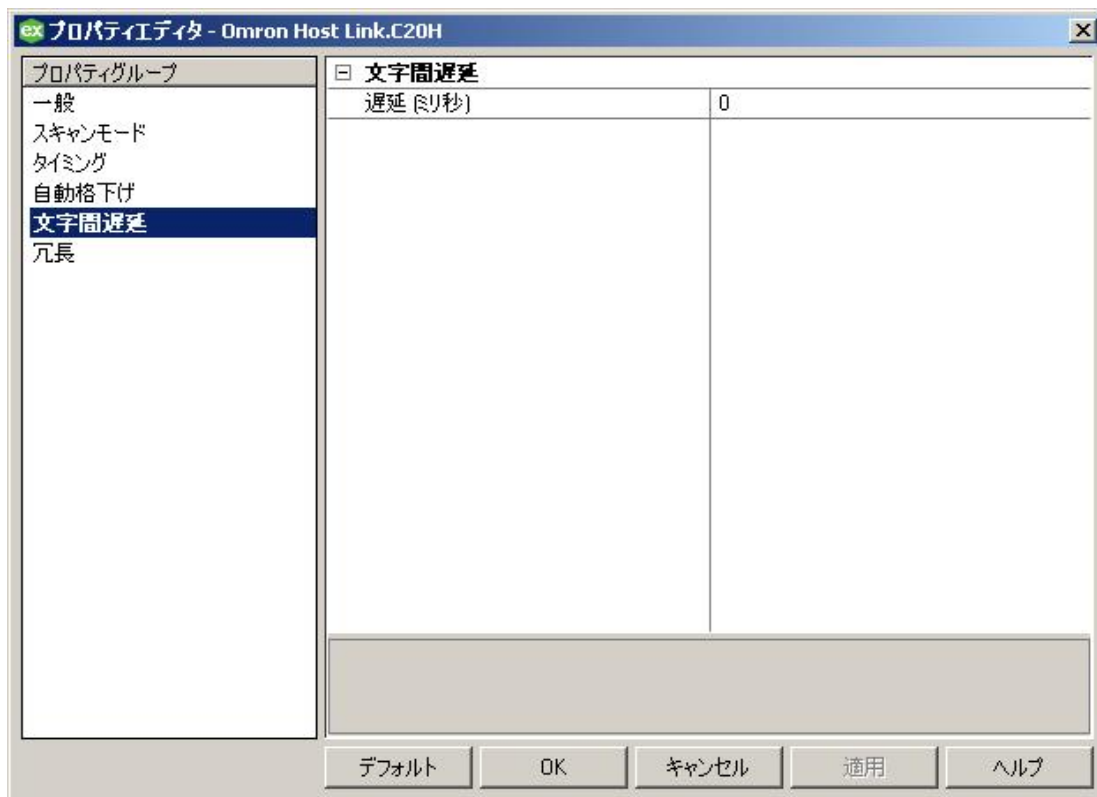 ex プロパティエディタ - Omron Host Link.C20H
プロパティグループ
一般
スキャンモード
タイミング
自動格下げ
文字間遅延
冗長
文字間遅延
遅延 (ミリ秒) 0
デフォルト OK キャンセル 適用 ヘルプ